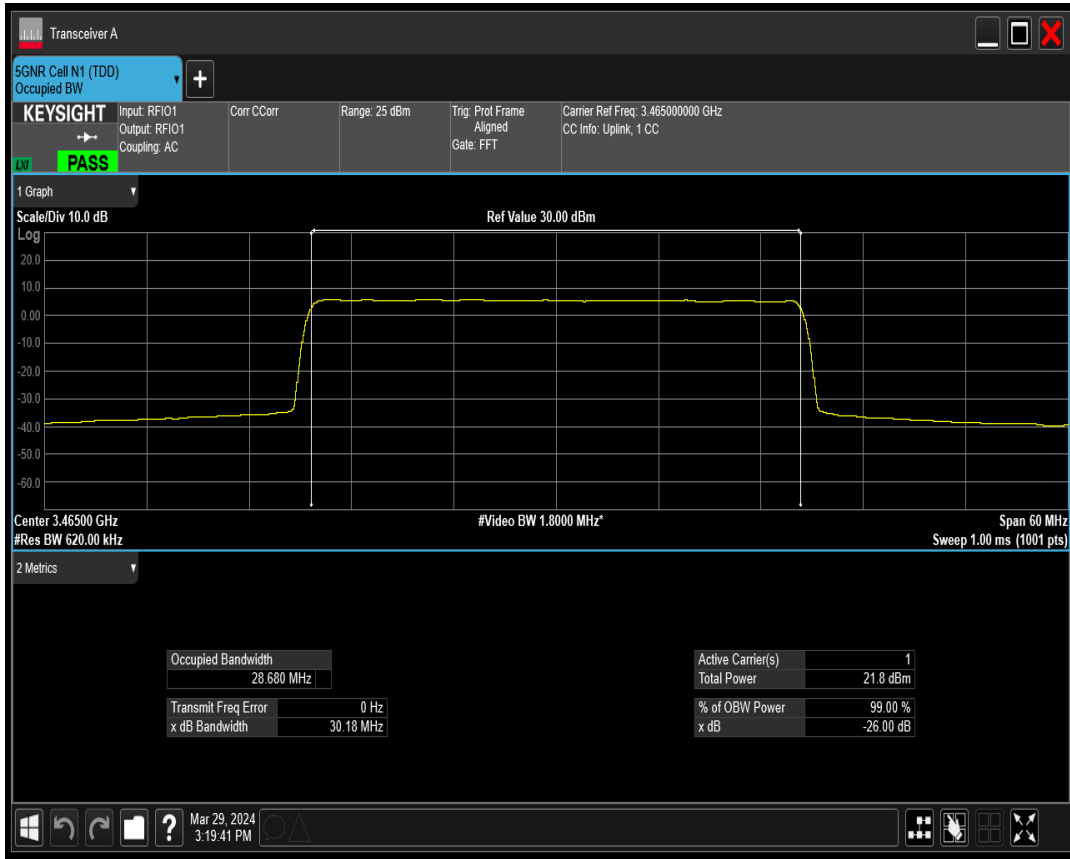 Transceiver A
5GNR Cell N1 (TDD)
Occupied BW
+
KEYSIGHT
LXI
PASS
Input: RFIO1
Output: RFIO1
Coupling: AC
Corr CCorr
Range: 25 dBm
Trig: Prot Frame
Aligned
Gate: FFT
Carrier Ref Freq: 3.465000000 GHz
CC Info: Uplink, 1 CC
1 Graph
Scale/Div 10.0 dB
Ref Value 30.00 dBm
Log
20.0
10.0
0.00
-10.0
-20.0
-30.0
-40.0
-50.0
-60.0
Center 3.46500 GHz
#Video BW 1.8000 MHz*
Span 60 MHz
#Res BW 620.00 kHz
Sweep 1.00 ms (1001 pts)
2 Metrics
Occupied Bandwidth
28.680 MHz
Transmit Freq Error 0 Hz
x dB Bandwidth 30.18 MHz
Active Carrier(s) 1
Total Power 21.8 dBm
% of OBW Power 99.00 %
x dB -26.00 dB
?
Mar 29, 2024
3:19:41 PM